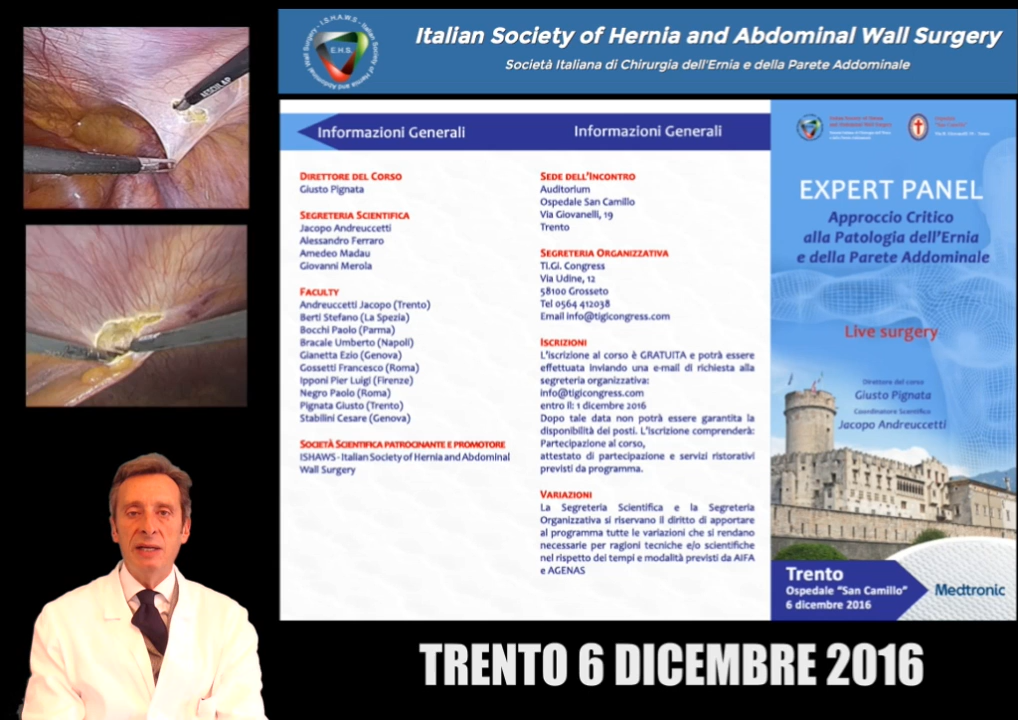 AESCULAP
Italian Society of Hernia and Abdominal Wall Surgery
Società Italiana di Chirurgia dell'Ernia e della Parete Addominale
I.S.H.A.W.S - Italian Society of Hernia and Abdominal Wall Surgery
E.H.S.
Informazioni Generali
DIRETTORE DEL CORSO
Giusto Pignata
SEGRETERIA SCIENTIFICA
Jacopo Andreuccetti
Alessandro Ferraro
Amedeo Madau
Giovanni Merola
FACULTY
Andreuccetti Jacopo (Trento)
Berti Stefano (La Spezia)
Bocchi Paolo (Parma)
Bracale Umberto (Napoli)
Gianetta Ezio (Genova)
Gossetti Francesco (Roma)
Ipponi Pier Luigi (Firenze)
Negro Paolo (Roma)
Pignata Giusto (Trento)
Stabilini Cesare (Genova)
SOCIETÀ SCIENTIFICA PATROCINANTE E PROMOTORE
ISHAWS - Italian Society of Hernia and Abdominal
Wall Surgery
Informazioni Generali
SEDE DELL'INCONTRO
Auditorium
Ospedale San Camillo
Via Giovanelli, 19
Trento
SEGRETERIA ORGANIZZATIVA
Ti.Gi. Congress
Via Udine, 12
58100 Grosseto
Tel 0564 412038
Email info@tigicongress.com
ISCRIZIONI
L'iscrizione al corso è GRATUITA e potrà essere
effettuata inviando una e-mail di richiesta alla
segreteria organizzativa:
info@tigicongress.com
entro il: 1 dicembre 2016
Dopo tale data non potrà essere garantita la
disponibilità dei posti. L'iscrizione comprenderà:
Partecipazione al corso,
attestato di partecipazione e servizi ristorativi
previsti da programma.
VARIAZIONI
La Segreteria Scientifica e la Segreteria
Organizzativa si riservano il diritto di apportare
al programma tutte le variazioni che si rendano
necessarie per ragioni tecniche e/o scientifiche
nel rispetto dei tempi e modalità previsti da AIFA
e AGENAS
EXPERT PANEL
Approccio Critico
alla Patologia dell'Ernia
e della Parete Addominale
Live surgery
Direttore del corso
Giusto Pignata
Coordinatore Scientifico
Jacopo Andreuccetti
Trento
Ospedale "San Camillo"
6 dicembre 2016
Medtronic
TRENTO 6 DICEMBRE 2016